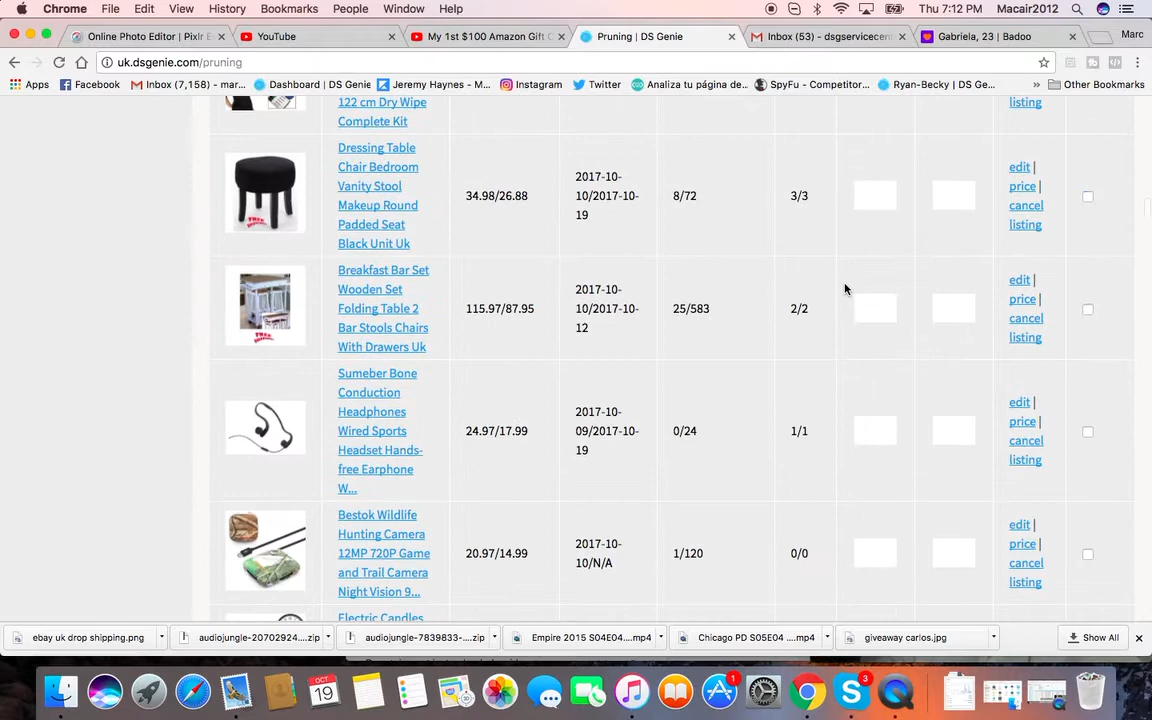 Chrome File Edit View History Bookmarks People Window Help Thu 7:12 PM Macair2012
Online Photo Editor | Pixlr E YouTube My 1st $100 Amazon Gift C Pruning | DS Genie Inbox (53) - dsgservicecen Gabriela, 23 | Badoo Marc
uk.dsgenie.com/pruning
Apps Facebook Inbox (7,158) - mar... Dashboard | DS Genie Jeremy Haynes - M... Instagram Twitter Analiza tu página de... SpyFu - Competitor... Ryan-Becky | DS Ge... » Other Bookmarks
122 cm Dry Wipe
Complete Kit
listing
Dressing Table
Chair Bedroom
Vanity Stool
Makeup Round
Padded Seat
Black Unit Uk
34.98/26.88
2017-10-
10/2017-10-
19
8/72
3/3
edit |
price |
cancel
listing
Breakfast Bar Set
Wooden Set
Folding Table 2
Bar Stools Chairs
With Drawers Uk
115.97/87.95
2017-10-
10/2017-10-
12
25/583
2/2
edit |
price |
cancel
listing
Sumeber Bone
Conduction
Headphones
Wired Sports
Headset Hands-
free Earphone
W...
24.97/17.99
2017-10-
09/2017-10-
19
0/24
1/1
edit |
price |
cancel
listing
Bestok Wildlife
Hunting Camera
12MP 720P Game
and Trail Camera
Night Vision 9...
20.97/14.99
2017-10-
10/N/A
1/120
0/0
edit |
price |
cancel
listing
Electric Candles
ebay uk drop shipping.png audiojungle-20702924....zip audiojungle-7839833-....zip Empire 2015 S04E04....mp4 Chicago PD S05E04 ....mp4 giveaway carlos.jpg Show All
OCT
19
1
3